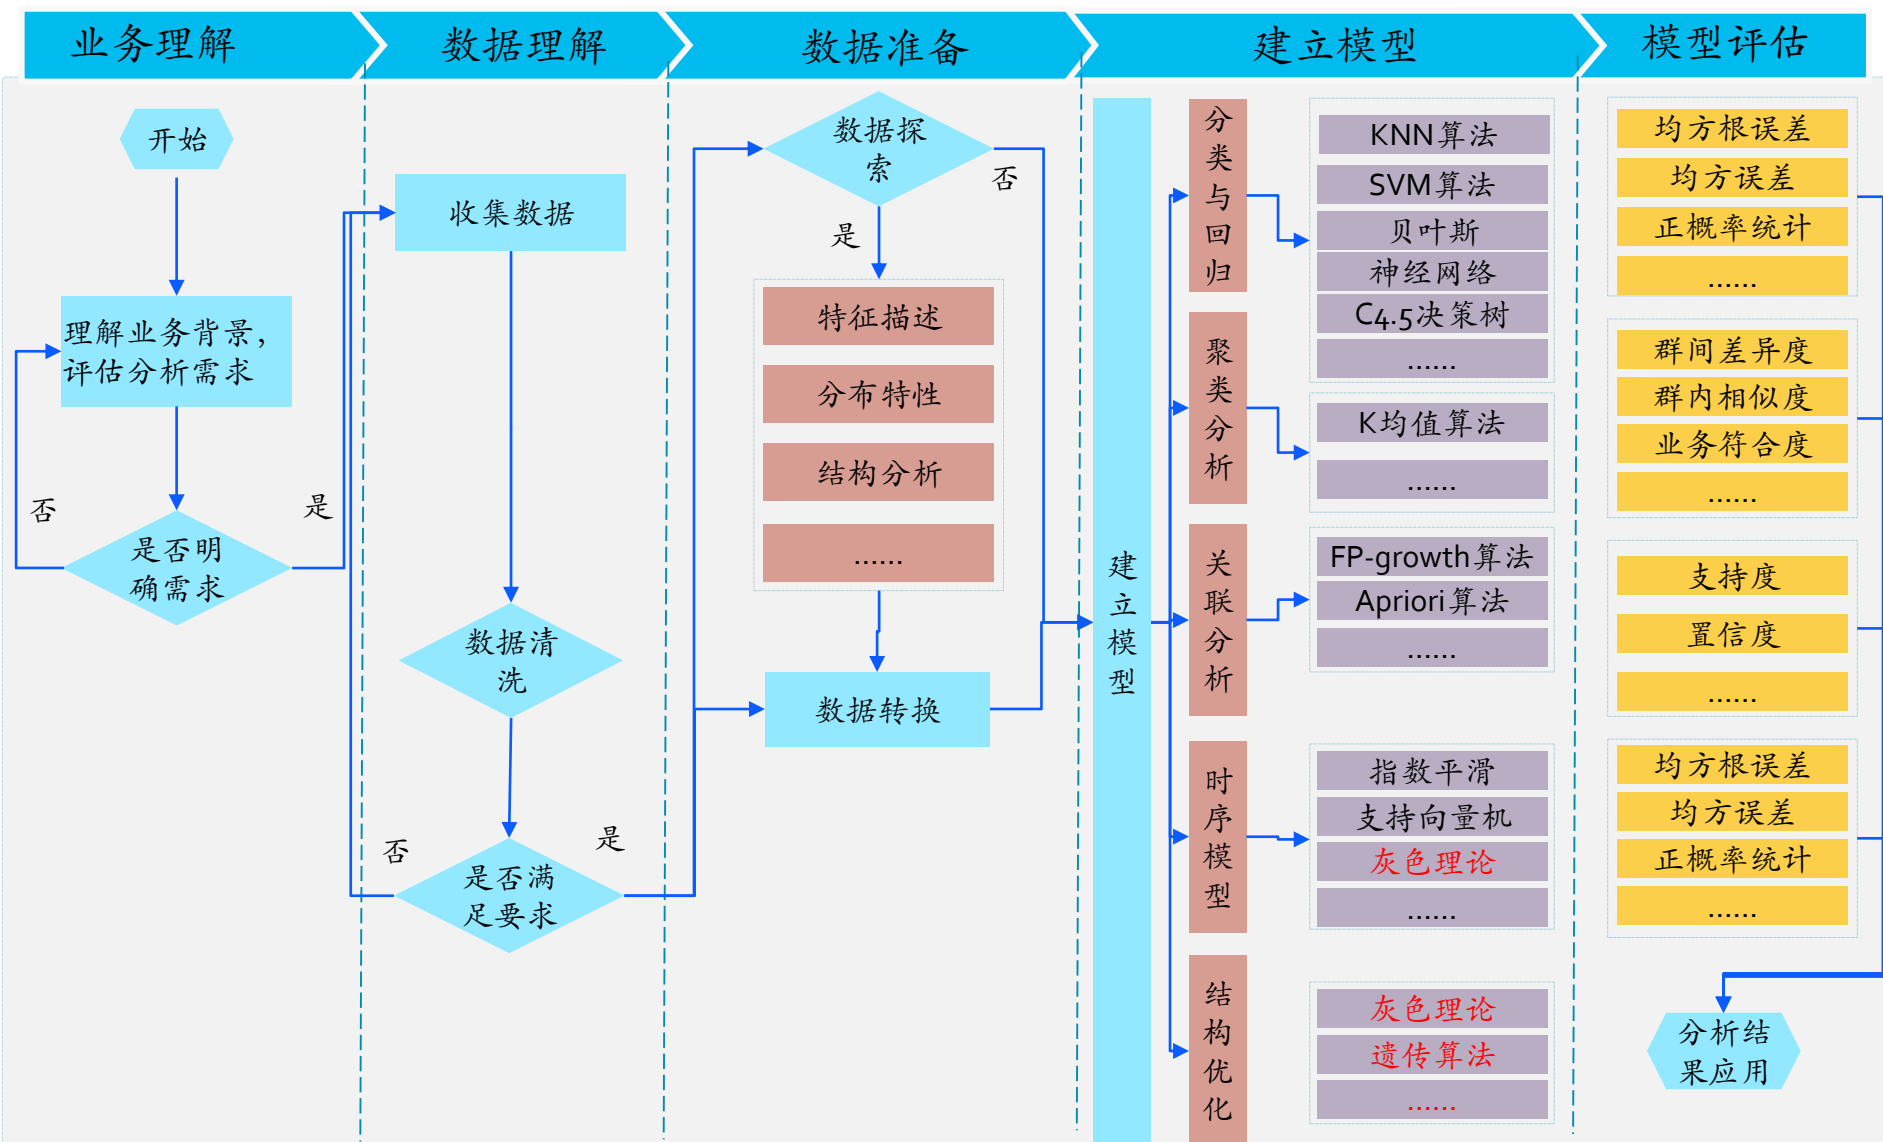 业务理解
数据理解
数据准备
建立模型
模型评估
开始
理解业务背景，
评估分析需求
否
是
是否明
确需求
收集数据
数据清
洗
否
是
是否满
足要求
数据探
索
否
是
特征描述
分布特性
结构分析
......
数据转换
建立模型
分类与回归
KNN算法
SVM算法
贝叶斯
神经网络
C4.5决策树
......
聚类分析
K均值算法
......
关联分析
FP-growth算法
Apriori算法
......
时序模型
指数平滑
支持向量机
灰色理论
......
结构优化
灰色理论
遗传算法
......
均方根误差
均方误差
正概率统计
......
群间差异度
群内相似度
业务符合度
......
支持度
置信度
......
均方根误差
均方误差
正概率统计
......
分析结
果应用